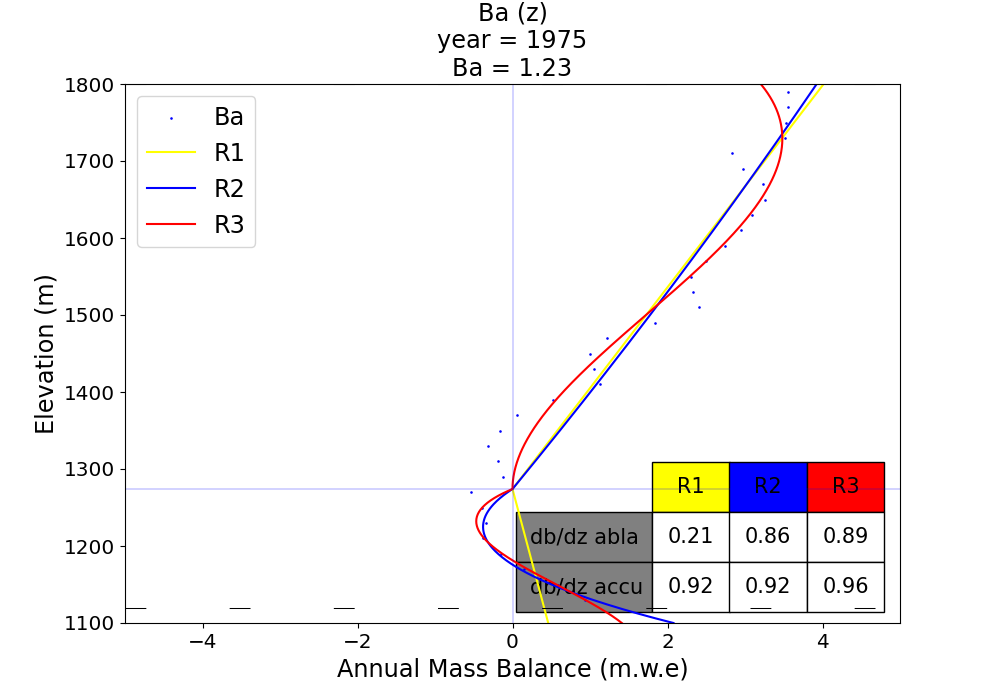 Ba (z)
year = 1975
Ba = 1.23
1800
1700
1600
1500
1400
1300
1200
1100
Elevation (m)
Ba
R1
R2
R3
R1 R2 R3
db/dz abla 0.21 0.86 0.89
db/dz accu 0.92 0.92 0.96
−4 −2 0 2 4
Annual Mass Balance (m.w.e)